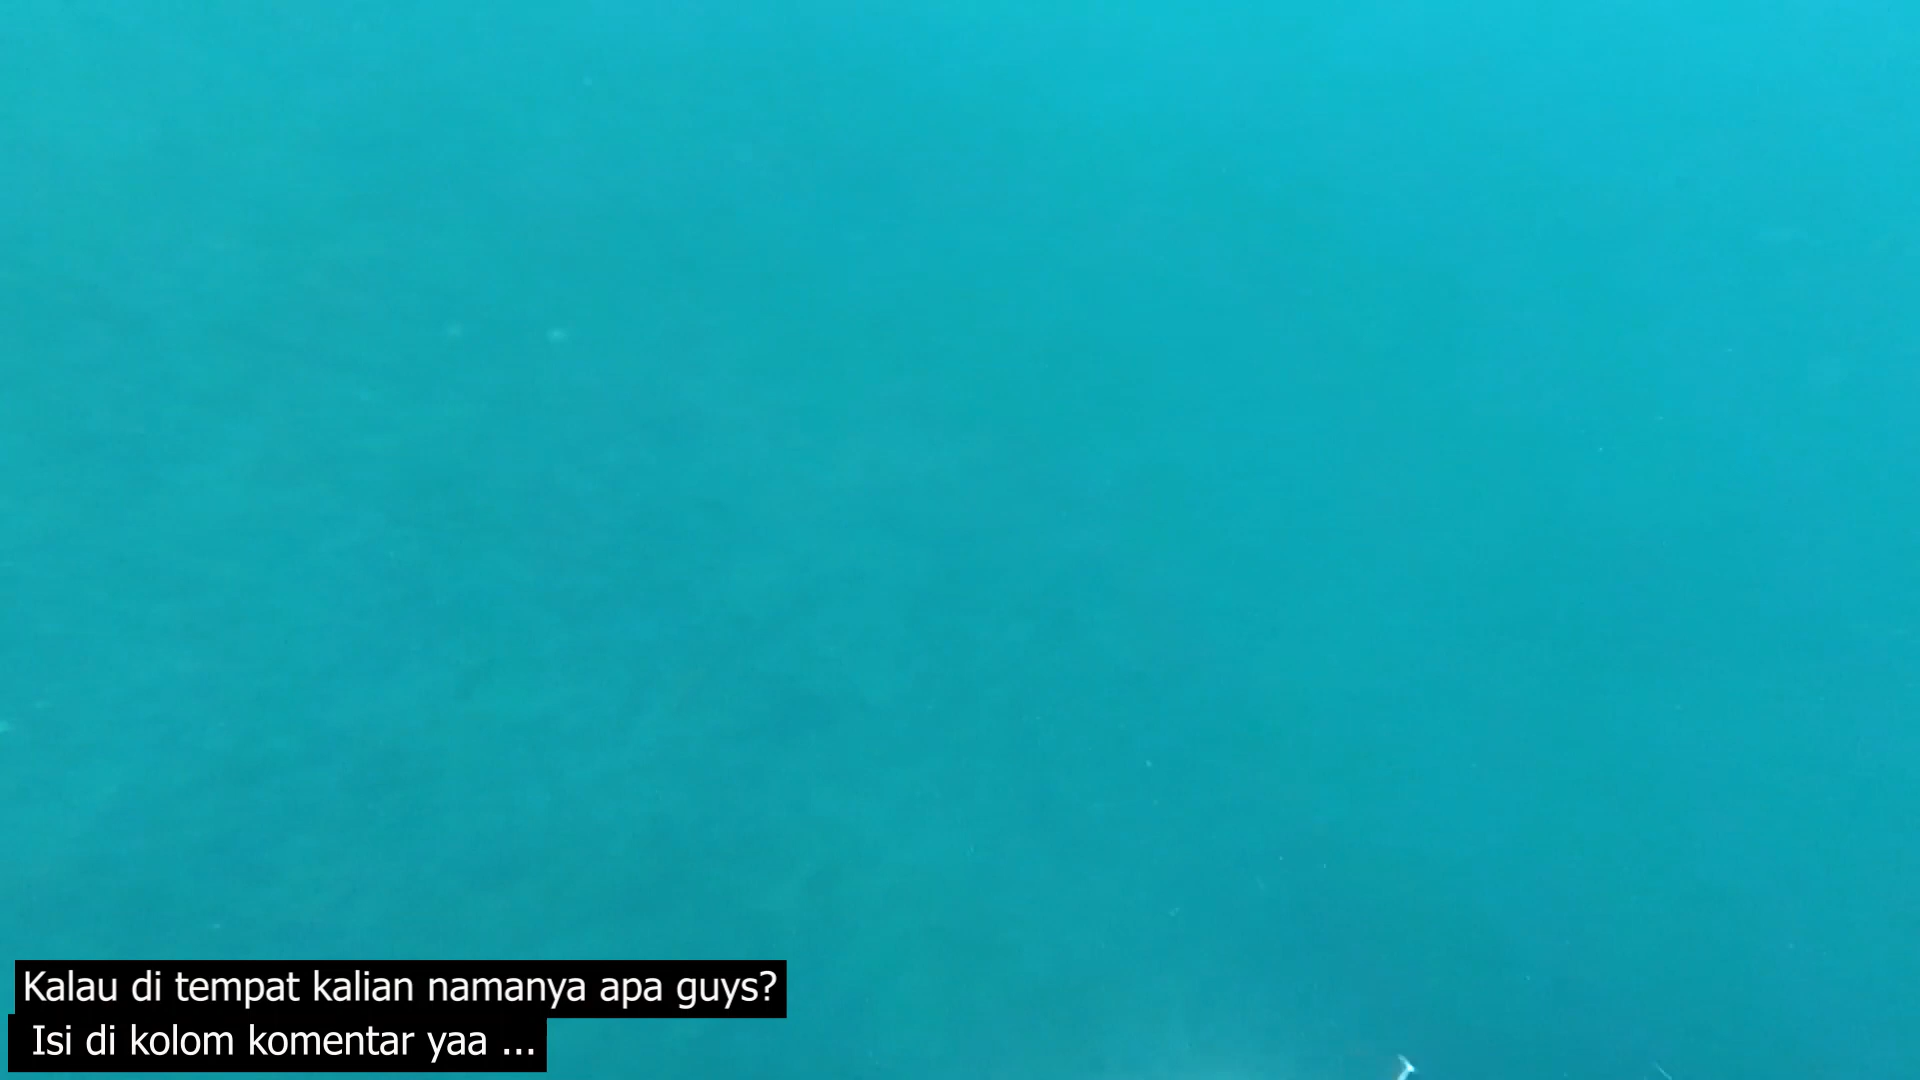 Kalau di tempat kalian namanya apa guys?
Isi di kolom komentar yaa ...